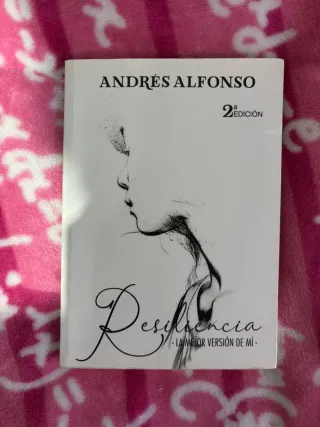 ANDRÉS ALFONSO
2ª EDICIÓN
Resiliencia
- LA MEJOR VERSIÓN DE MÍ -